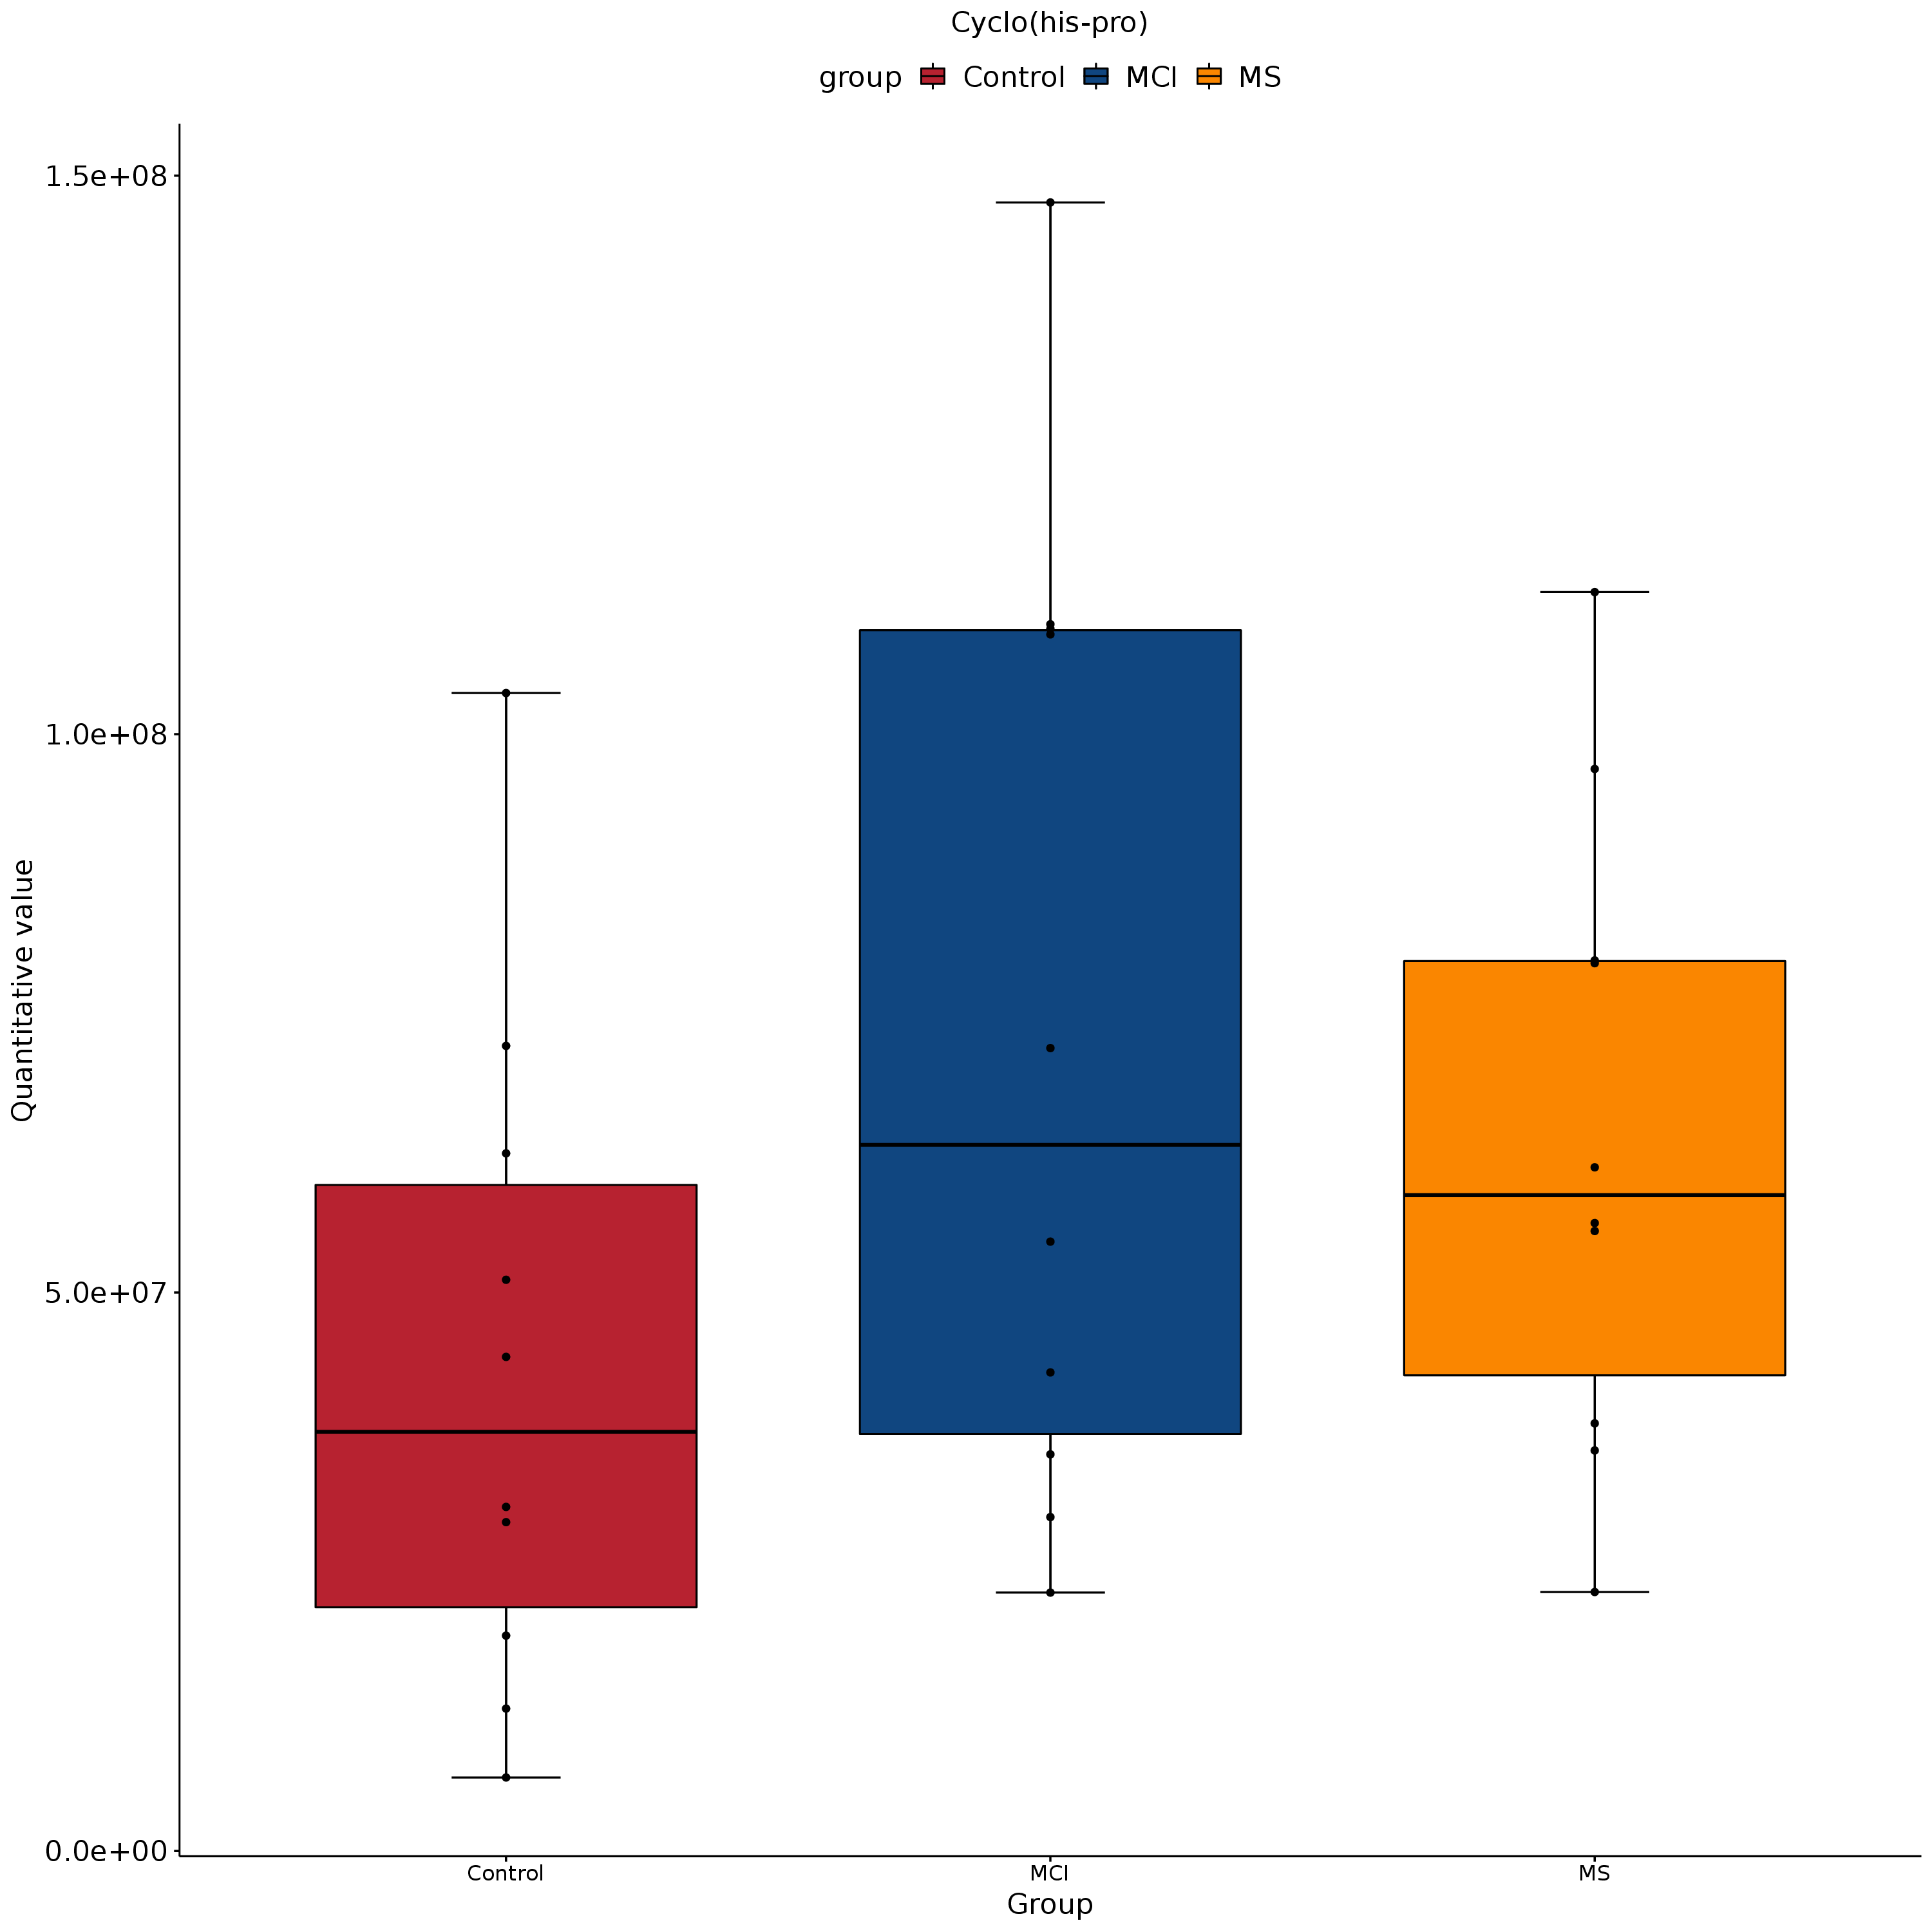 Cyclo(his-pro)
group Control MCI MS
1.5e+08
1.0e+08
5.0e+07
0.0e+00
Quantitative value
Control MCI MS
Group